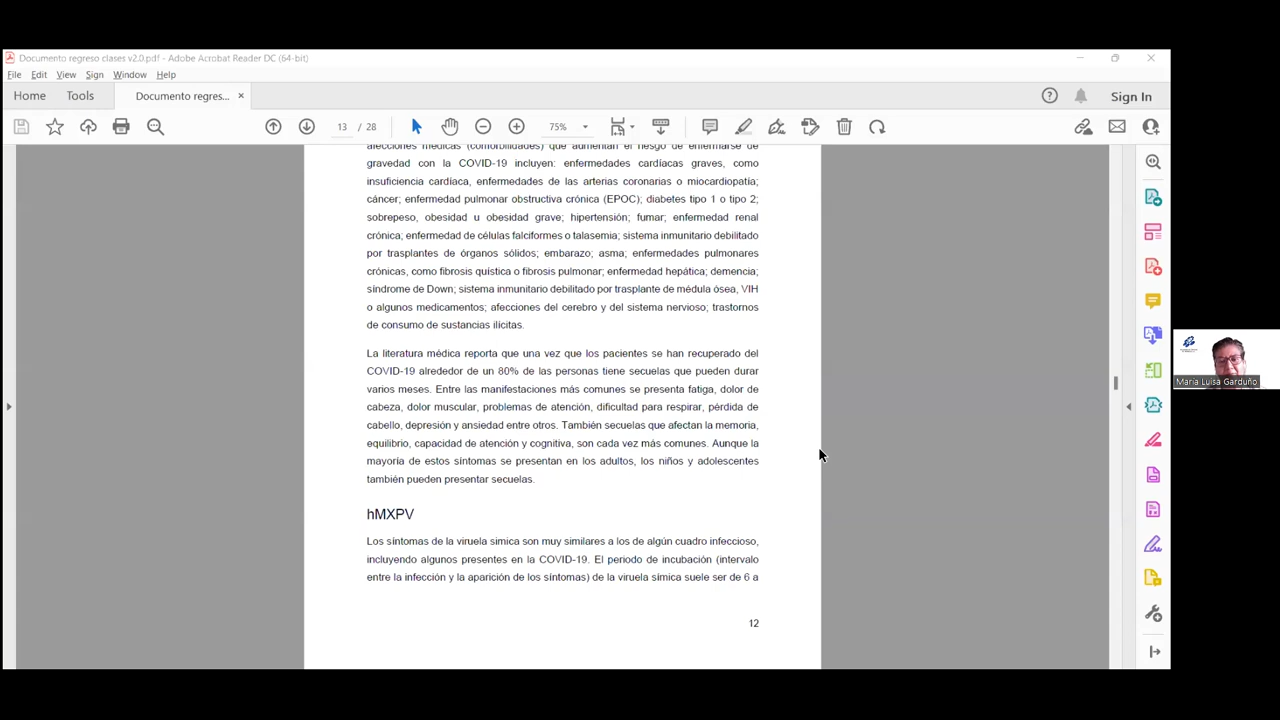 Documento regreso clases v2.0.pdf - Adobe Acrobat Reader DC (64-bit)
File Edit View Sign Window Help
Home Tools Documento regres... ×
Sign In
13 / 28 75%
afecciones médicas (comorbilidades) que aumentan el riesgo de enfermarse de
gravedad con la COVID-19 incluyen: enfermedades cardíacas graves, como
insuficiencia cardíaca, enfermedades de las arterias coronarias o miocardiopatía;
cáncer; enfermedad pulmonar obstructiva crónica (EPOC); diabetes tipo 1 o tipo 2;
sobrepeso, obesidad u obesidad grave; hipertensión; fumar; enfermedad renal
crónica; enfermedad de células falciformes o talasemia; sistema inmunitario debilitado
por trasplantes de órganos sólidos; embarazo; asma; enfermedades pulmonares
crónicas, como fibrosis quística o fibrosis pulmonar; enfermedad hepática; demencia;
síndrome de Down; sistema inmunitario debilitado por trasplante de médula ósea, VIH
o algunos medicamentos; afecciones del cerebro y del sistema nervioso; trastornos
de consumo de sustancias ilícitas.
La literatura médica reporta que una vez que los pacientes se han recuperado del
COVID-19 alrededor de un 80% de las personas tiene secuelas que pueden durar
varios meses. Entre las manifestaciones más comunes se presenta fatiga, dolor de
cabeza, dolor muscular, problemas de atención, dificultad para respirar, pérdida de
cabello, depresión y ansiedad entre otros. También secuelas que afectan la memoria,
equilibrio, capacidad de atención y cognitiva, son cada vez más comunes. Aunque la
mayoría de estos síntomas se presentan en los adultos, los niños y adolescentes
también pueden presentar secuelas.
hMXPV
Los síntomas de la viruela símica son muy similares a los de algún cuadro infeccioso,
incluyendo algunos presentes en la COVID-19. El periodo de incubación (intervalo
entre la infección y la aparición de los síntomas) de la viruela símica suele ser de 6 a
12
María Luisa Garduño